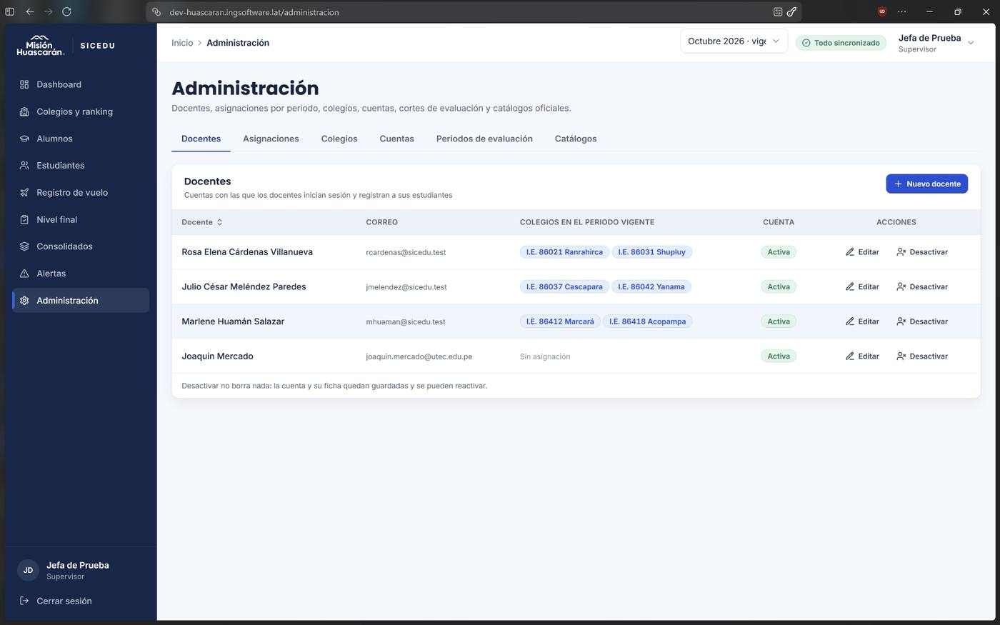 dev-huascaran.ingsoftware.lat/administracion
UD
Misión
Huascarán.
SICEDU
Dashboard
Colegios y ranking
Alumnos
Estudiantes
Registro de vuelo
Nivel final
Consolidados
Alertas
Administración
JD
Jefa de Prueba
Supervisor
Cerrar sesión
Inicio > Administración
Octubre 2026 · vige
Todo sincronizado
Jefa de Prueba
Supervisor
Administración
Docentes, asignaciones por periodo, colegios, cuentas, cortes de evaluación y catálogos oficiales.
Docentes Asignaciones Colegios Cuentas Periodos de evaluación Catálogos
Docentes
Cuentas con las que los docentes inician sesión y registran a sus estudiantes
+ Nuevo docente
Docente CORREO COLEGIOS EN EL PERIODO VIGENTE CUENTA ACCIONES
Rosa Elena Cárdenas Villanueva rcardenas@sicedu.test I.E. 86021 Ranrahirca I.E. 86031 Shupluy Activa Editar Desactivar
Julio César Meléndez Paredes jmelendez@sicedu.test I.E. 86037 Cascapara I.E. 86042 Yanama Activa Editar Desactivar
Marlene Huamán Salazar mhuaman@sicedu.test I.E. 86412 Marcará I.E. 86418 Acopampa Activa Editar Desactivar
Joaquin Mercado joaquin.mercado@utec.edu.pe Sin asignación Activa Editar Desactivar
Desactivar no borra nada: la cuenta y su ficha quedan guardadas y se pueden reactivar.